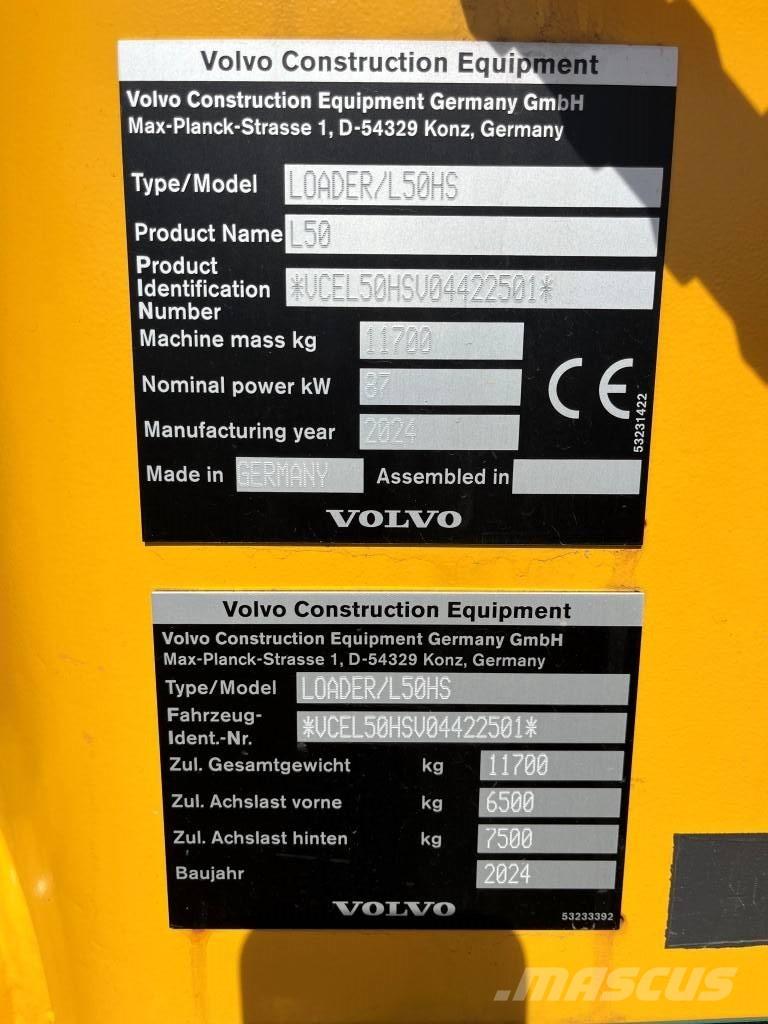 Volvo Construction Equipment
Volvo Construction Equipment Germany GmbH
Max-Planck-Strasse 1, D-54329 Konz, Germany
Type/Model LOADER/L50HS
Product Name L50
Product
Identification
Number *VCEL50HSV04422501*
Machine mass kg 11700
Nominal power kW 87
Manufacturing year 2024
CE
53231422
Made in GERMANY Assembled in
VOLVO
Volvo Construction Equipment
Volvo Construction Equipment Germany GmbH
Max-Planck-Strasse 1, D-54329 Konz, Germany
Type/Model LOADER/L50HS
Fahrzeug-
Ident.-Nr. *VCEL50HSV04422501*
Zul. Gesamtgewicht kg 11700
Zul. Achslast vorne kg 6500
Zul. Achslast hinten kg 7500
Baujahr 2024
VOLVO
53233392
MASCUS